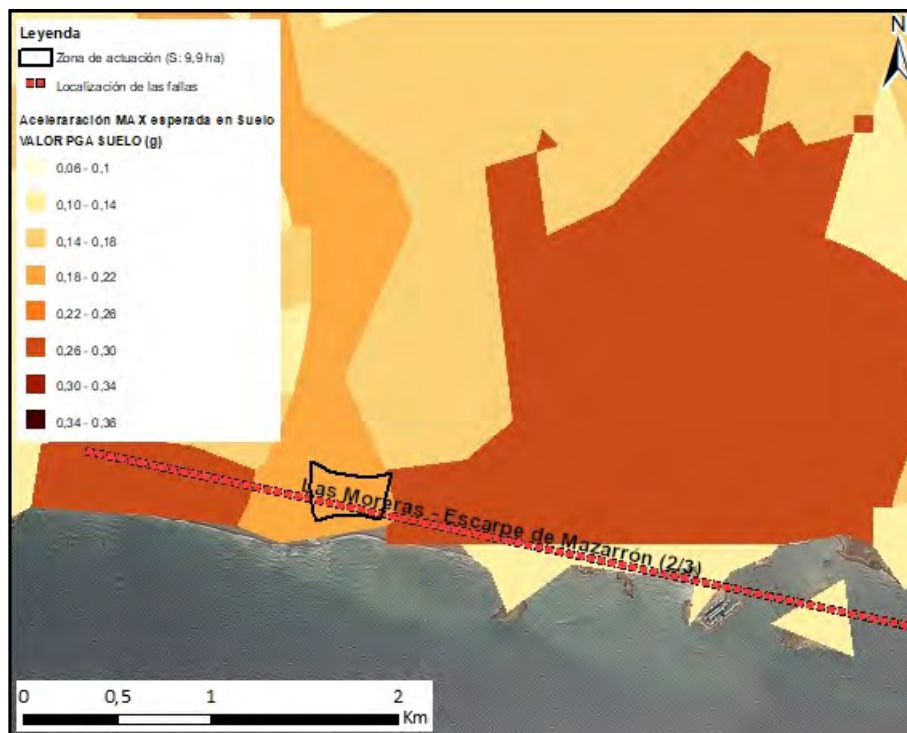 Leyenda
Zona de actuación (S: 9,9 ha)
Localización de las fallas
Aceleraración MAX esperada en Suelo
VALOR PGA SUELO (g)
0,06 - 0,1
0,10 - 0,14
0,14 - 0,18
0,18 - 0,22
0,22 - 0,26
0,26 - 0,30
0,30 - 0,34
0,34 - 0,36
N
Las Moreras - Escarpe de Mazarrón (2/3)
0 0,5 1 2
Km